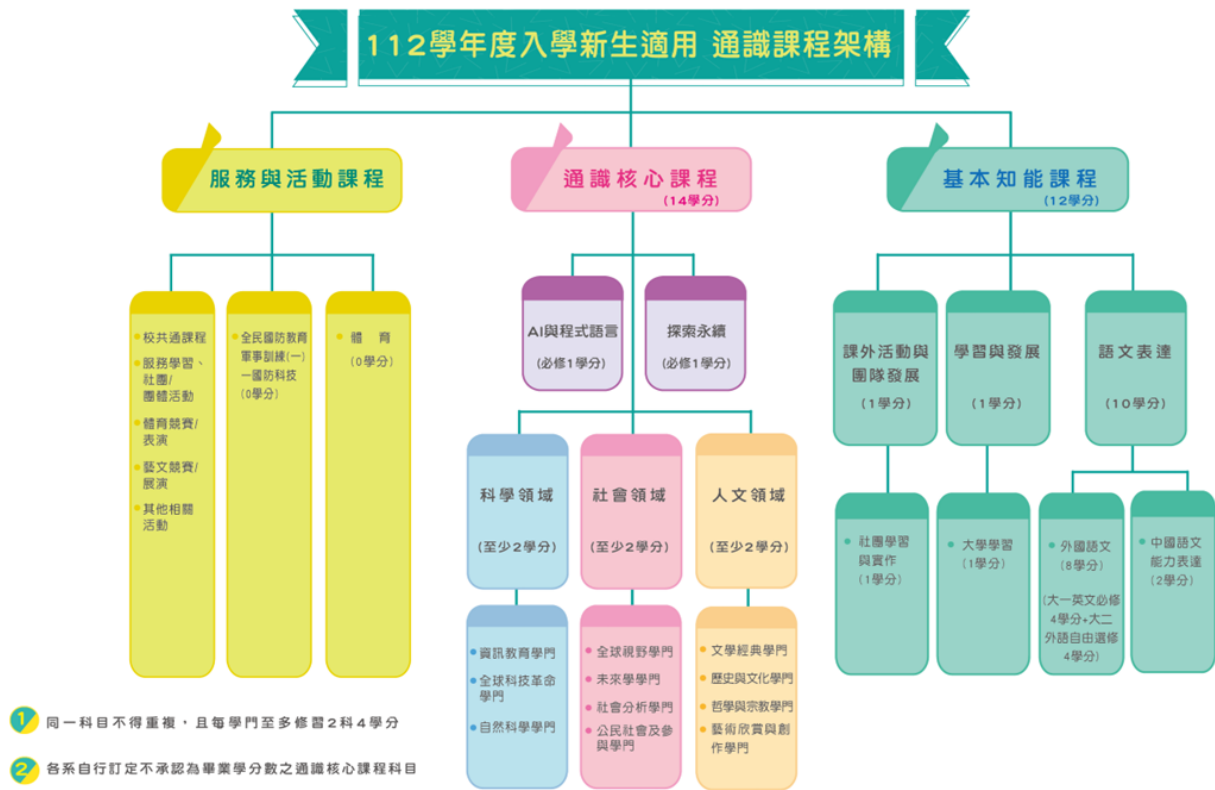 112學年度入學新生適用 通識課程架構
服務與活動課程
校共通課程
服務學習、
社團/
團體活動
體育競賽/
表演
藝文競賽/
展演
其他相關
活動
全民國防教育
軍事訓練(一)
—國防科技
(0學分)
體 育
(0學分)
通識核心課程
(14學分)
AI與程式語言
(必修1學分)
探索永續
(必修1學分)
科學領域
(至少2學分)
資訊教育學門
全球科技革命
學門
自然科學學門
社會領域
(至少2學分)
全球視野學門
未來學學門
社會分析學門
公民社會及參
與學門
人文領域
(至少2學分)
文學經典學門
歷史與文化學門
哲學與宗教學門
藝術欣賞與創
作學門
基本知能課程
(12學分)
課外活動與
團隊發展
(1學分)
社團學習
與實作
(1學分)
學習與發展
(1學分)
大學學習
(1學分)
語文表達
(10學分)
外國語文
(8學分)
(大一英文必修
4學分+大二
外語自由選修
4學分)
中國語文
能力表達
(2學分)
1 同一科目不得重複，且每學門至多修習2科4學分
2 各系自行訂定不承認為畢業學分數之通識核心課程科目